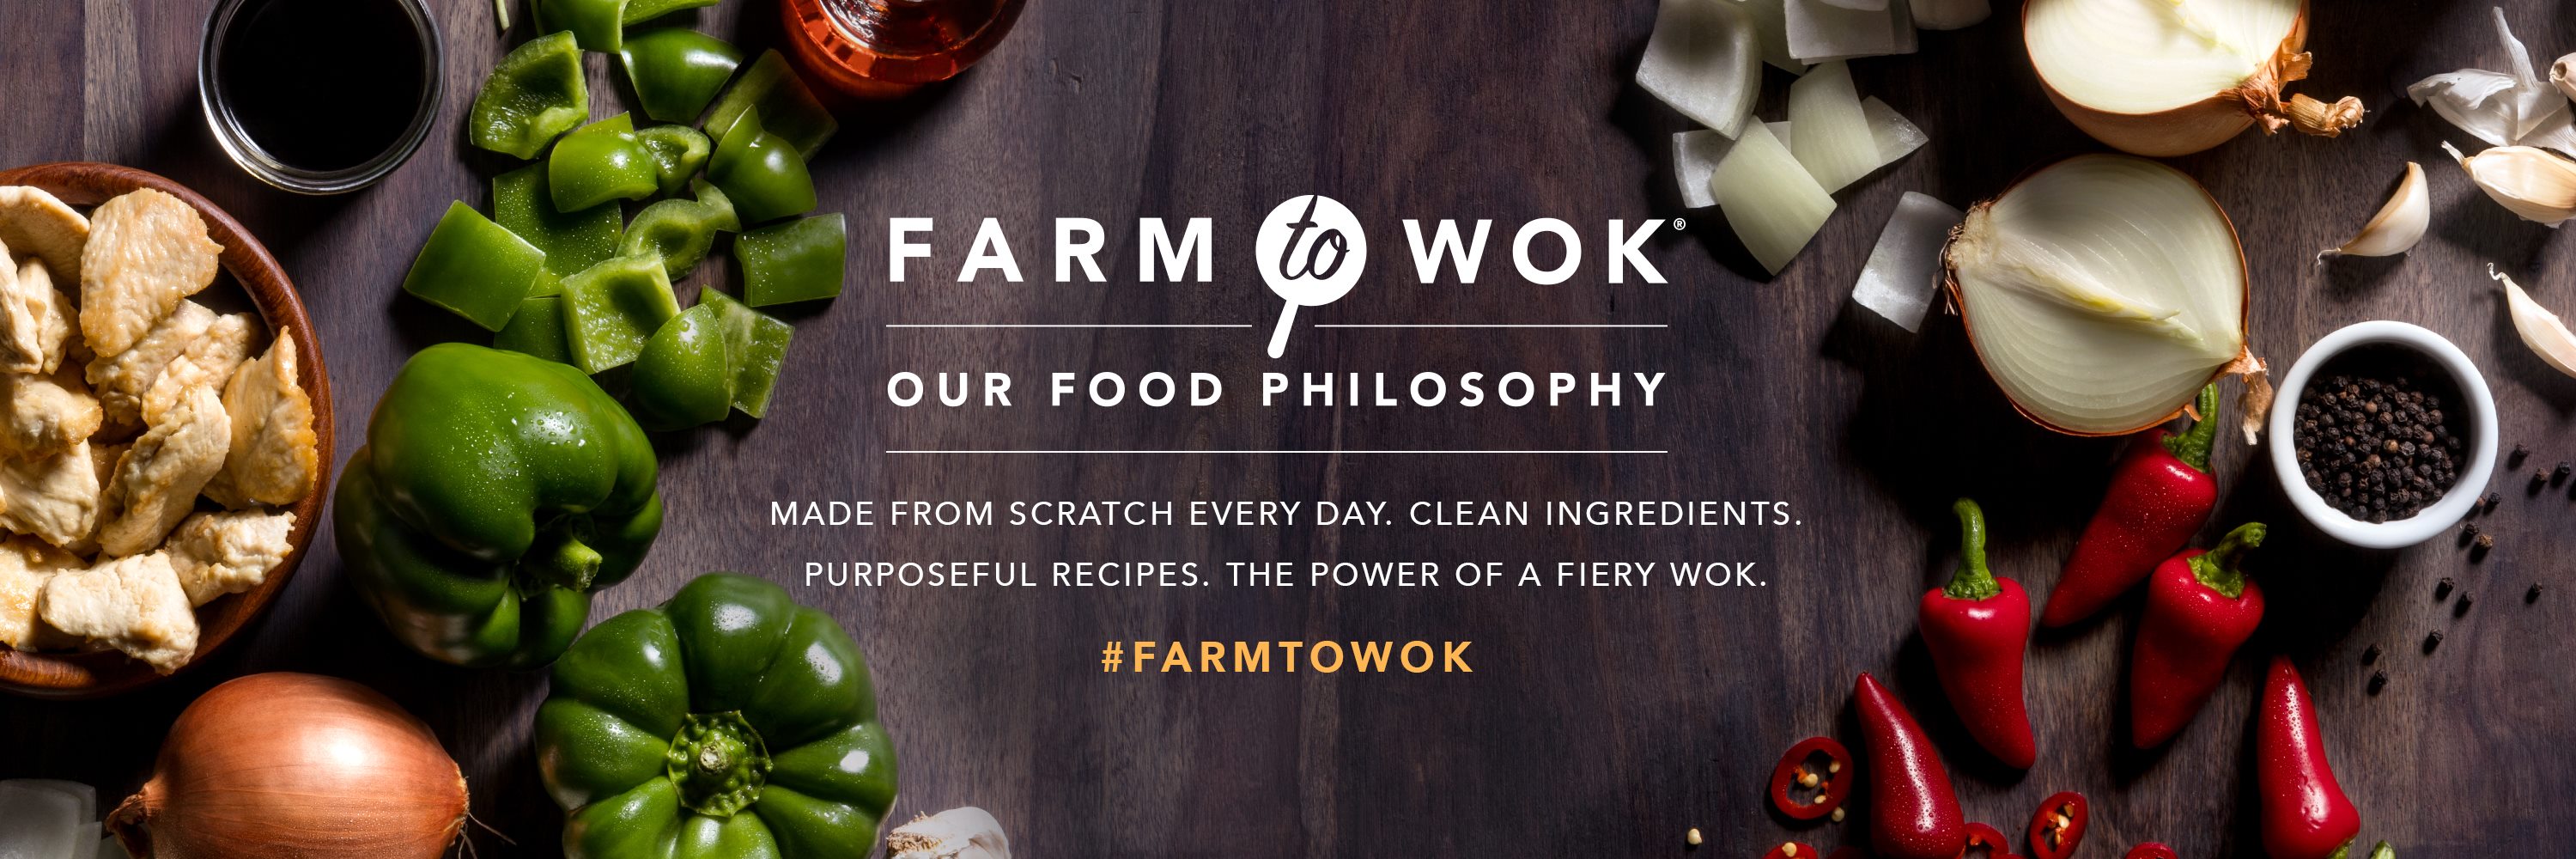 FARM to WOK®
OUR FOOD PHILOSOPHY
MADE FROM SCRATCH EVERY DAY. CLEAN INGREDIENTS.
PURPOSEFUL RECIPES. THE POWER OF A FIERY WOK.
#FARMTOWOK